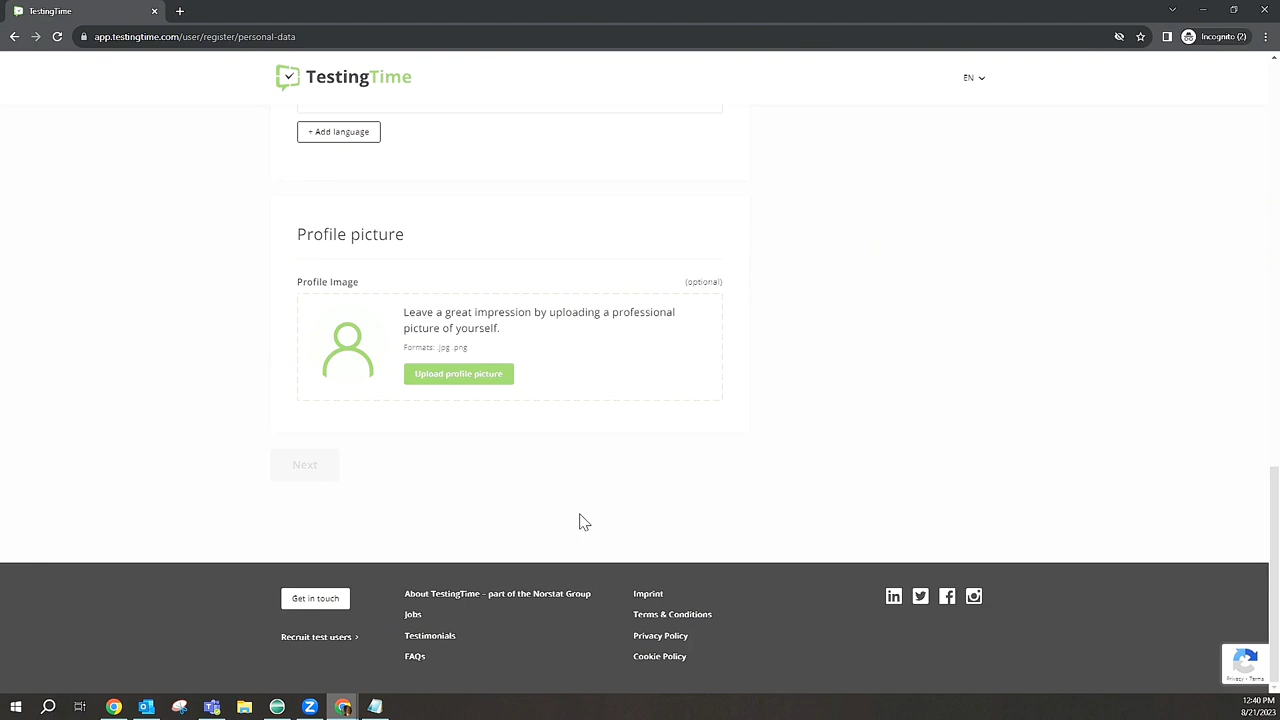 TestingTime
app.testingtime.com/user/register/personal-data
Incognito (2)
TestingTime
EN
+ Add language
Profile picture
Profile Image
(optional)
Leave a great impression by uploading a professional
picture of yourself.
Formats: .jpg .png
Upload profile picture
Next
Get in touch
Recruit test users >
About TestingTime – part of the Norstat Group
Jobs
Testimonials
FAQs
Imprint
Terms & Conditions
Privacy Policy
Cookie Policy
Privacy - Terms
12:40 PM
8/21/2023